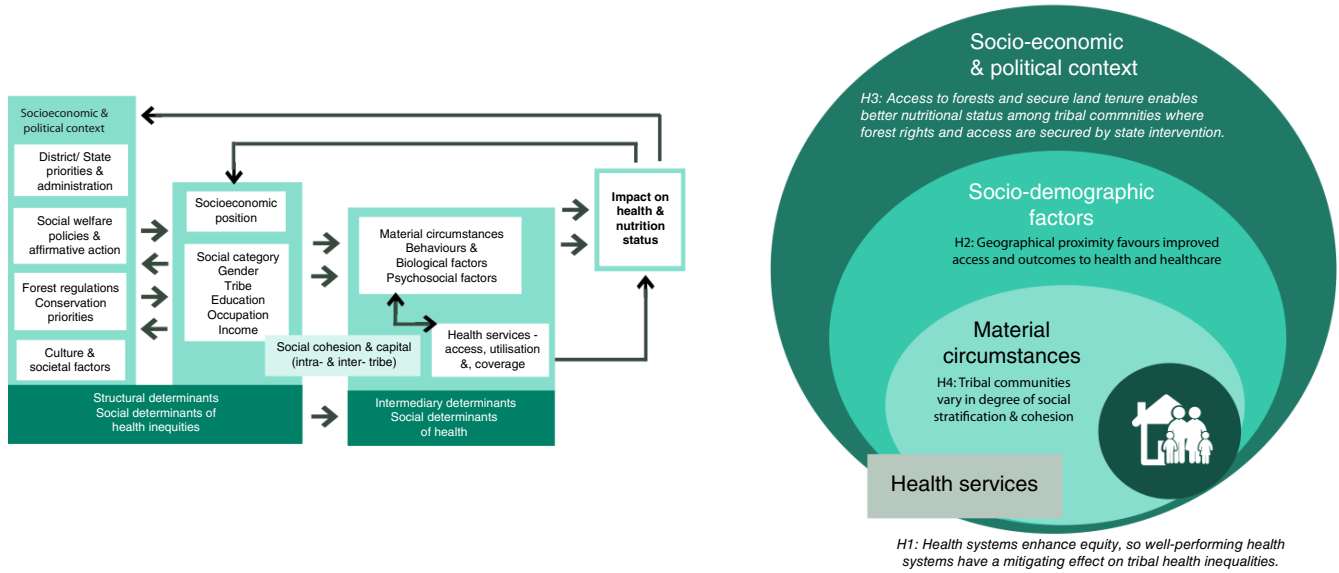 Socioeconomic &
political context
District/ State
priorities &
administration
Social welfare
policies &
affirmative action
Forest regulations
Conservation
priorities
Culture &
societal factors
Socioeconomic
position
Social category
Gender
Tribe
Education
Occupation
Income
Structural determinants
Social determinants of
health inequities
Social cohesion & capital
(intra- & inter- tribe)
Material circumstances
Behaviours &
Biological factors
Psychosocial factors
Health services -
access, utilisation
&, coverage
Intermediary determinants
Social determinants
of health
Impact on
health &
nutrition
status
Socio-economic
& political context
H3: Access to forests and secure land tenure enables
better nutritional status among tribal commnities where
forest rights and access are secured by state intervention.
Socio-demographic
factors
H2: Geographical proximity favours improved
access and outcomes to health and healthcare
Material
circumstances
H4: Tribal communities
vary in degree of social
stratification & cohesion
Health services
H1: Health systems enhance equity, so well-performing health
systems have a mitigating effect on tribal health inequalities.